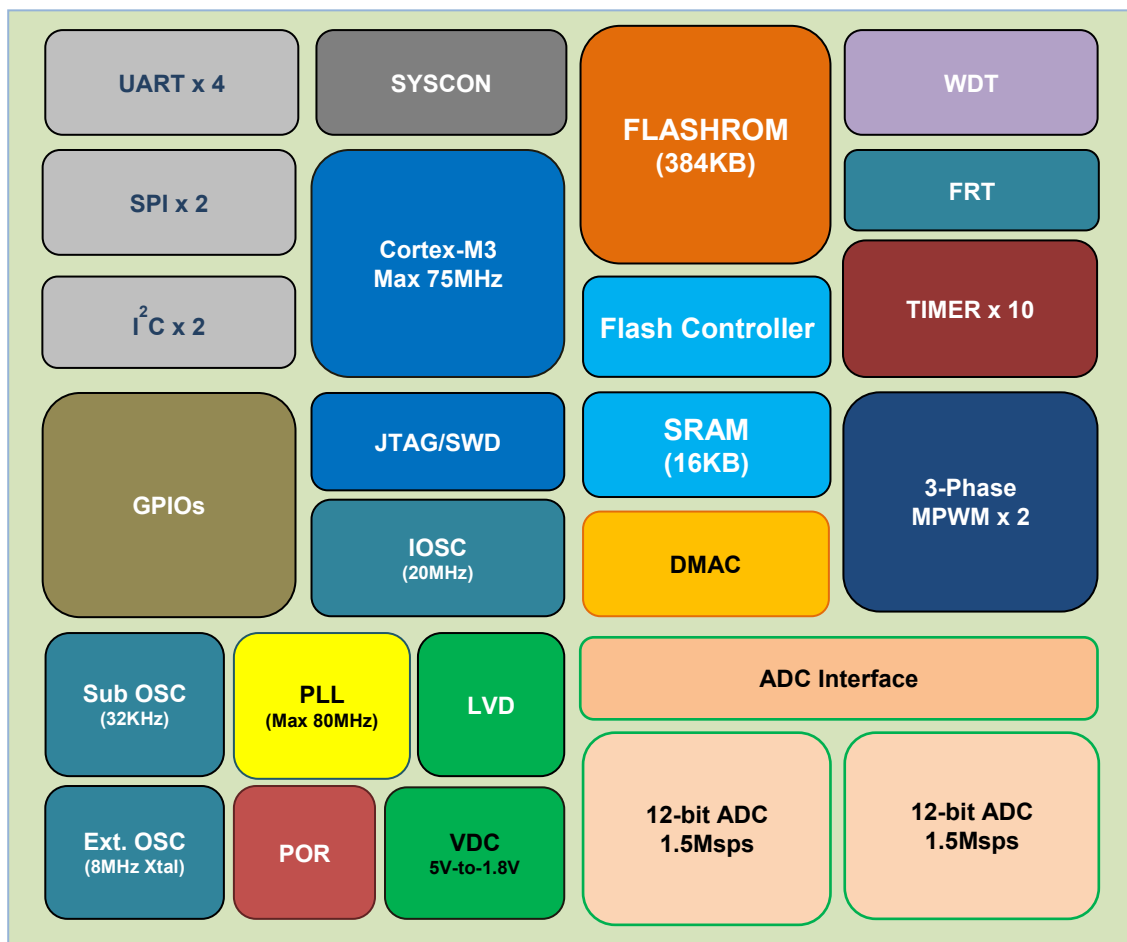 UART x 4
SYSCON
FLASHROM
(384KB)
WDT
SPI x 2
Cortex-M3
Max 75MHz
FRT
I²C x 2
Flash Controller
TIMER x 10
GPIOs
JTAG/SWD
SRAM
(16KB)
3-Phase
MPWM x 2
IOSC
(20MHz)
DMAC
Sub OSC
(32KHz)
PLL
(Max 80MHz)
LVD
ADC Interface
Ext. OSC
(8MHz Xtal)
POR
VDC
5V-to-1.8V
12-bit ADC
1.5Msps
12-bit ADC
1.5Msps